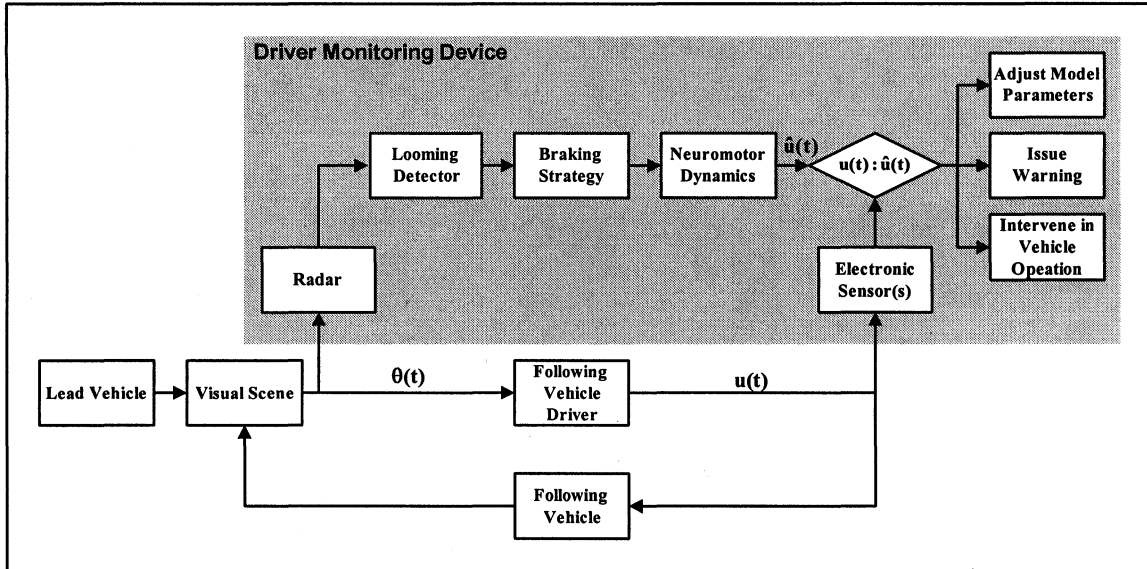 Driver Monitoring Device
Adjust Model
Parameters
Looming
Detector
Braking
Strategy
Neuromotor
Dynamics
û(t)
u(t) : û(t)
Issue
Warning
Intervene in
Vehicle
Opeation
Radar
Electronic
Sensor(s)
Lead Vehicle
Visual Scene
θ(t)
Following
Vehicle
Driver
u(t)
Following
Vehicle